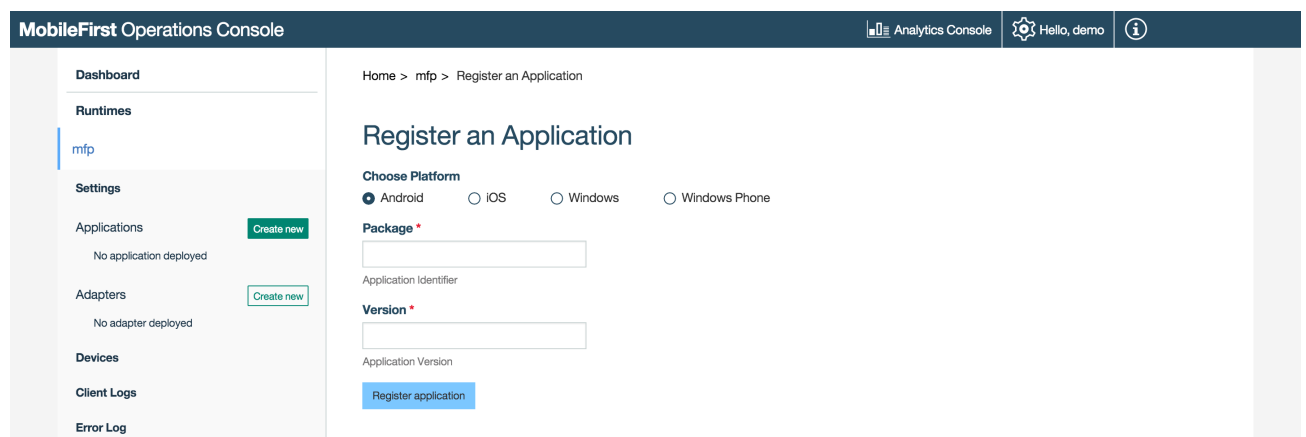 MobileFirst Operations Console
Analytics Console
Hello, demo
Dashboard
Runtimes
mfp
Settings
Applications
Create new
No application deployed
Adapters
Create new
No adapter deployed
Devices
Client Logs
Error Log
Home > mfp > Register an Application
Register an Application
Choose Platform
Android iOS Windows Windows Phone
Package *
Application Identifier
Version *
Application Version
Register application